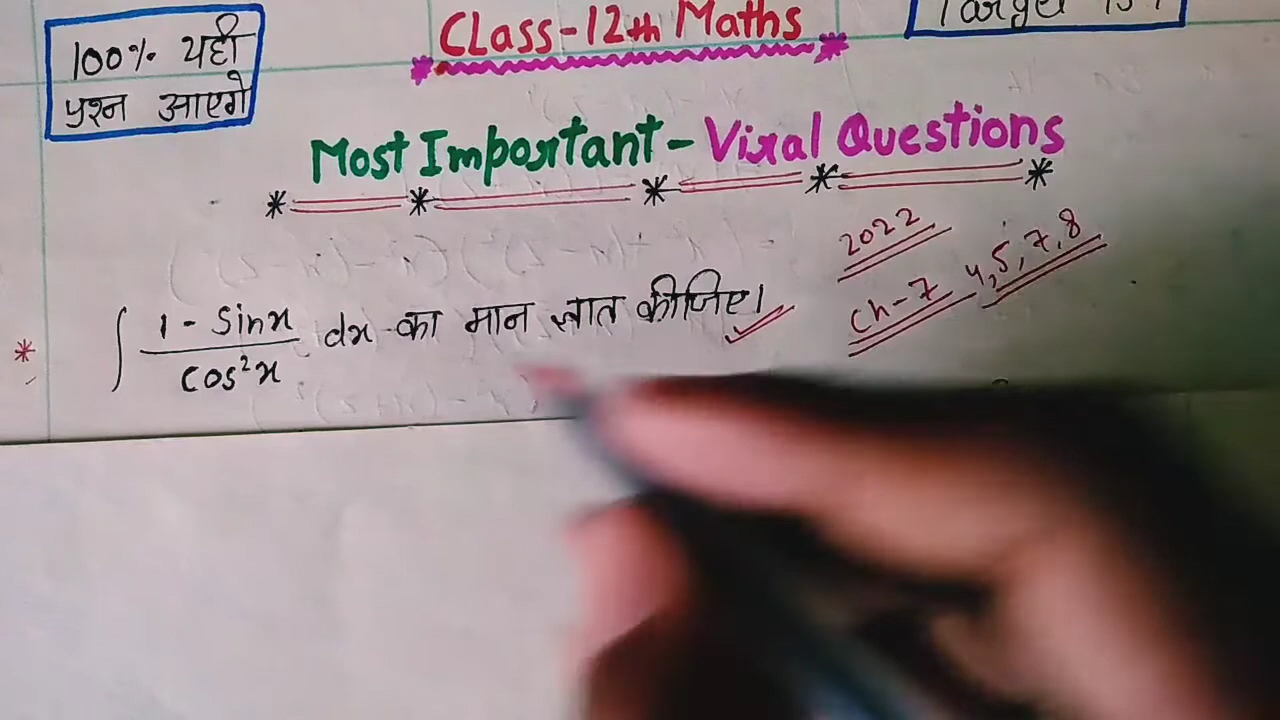 100% यही
प्रश्न आएगे
Class-12th Maths
Most Important - Viral Questions
2022
Ch-7 4,5,7,8
* ∫ 1 - Sinx / cos²x dx का मान ज्ञात कीजिए।